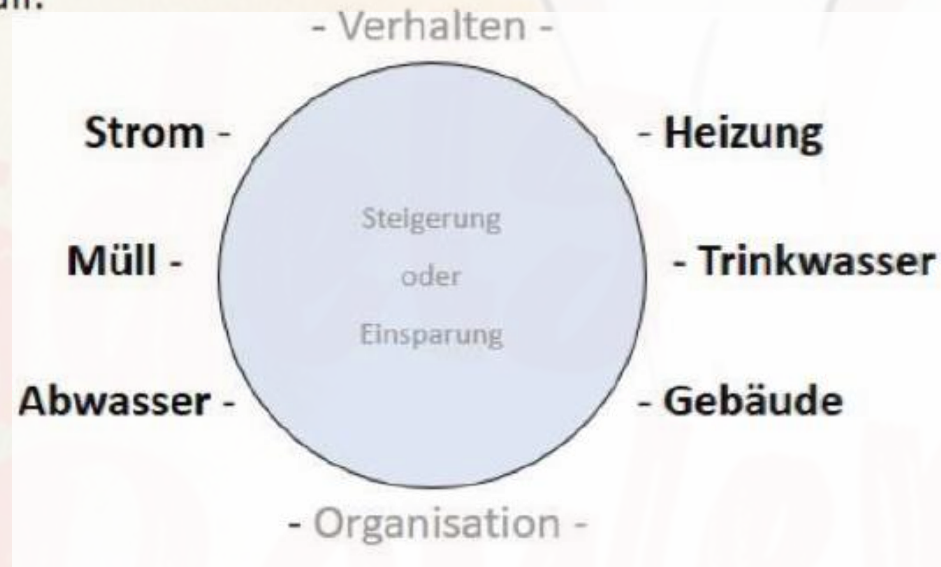 - Verhalten -
Strom - - Heizung
Steigerung
Müll - - Trinkwasser
oder
Einsparung
Abwasser - - Gebäude
- Organisation -